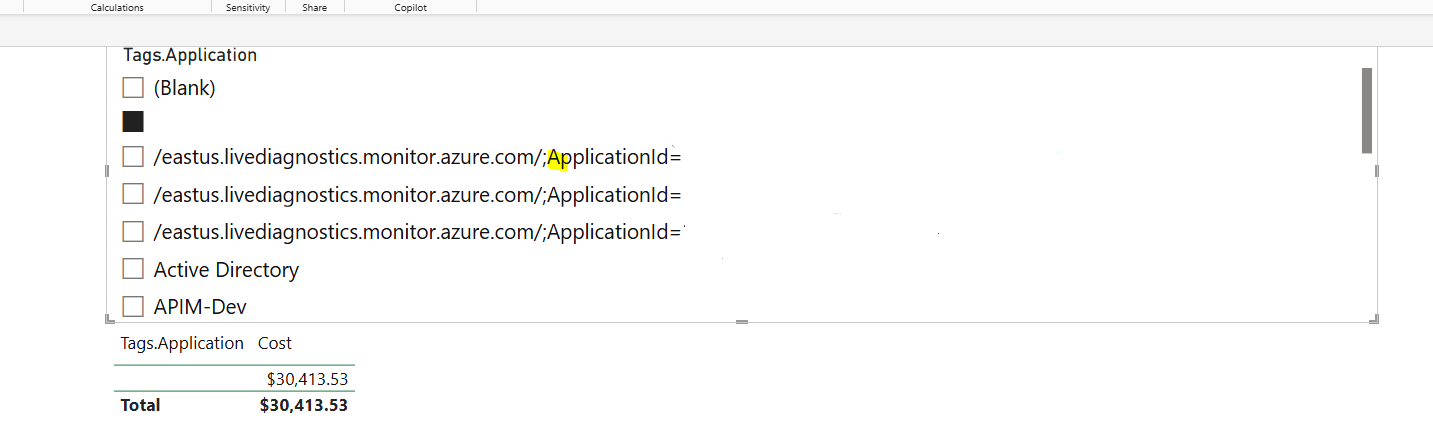 Calculations Sensitivity Share Copilot
Tags.Application
(Blank)
/eastus.livediagnostics.monitor.azure.com/;ApplicationId=
/eastus.livediagnostics.monitor.azure.com/;ApplicationId=
/eastus.livediagnostics.monitor.azure.com/;ApplicationId=
Active Directory
APIM-Dev
Tags.Application Cost
$30,413.53
Total $30,413.53